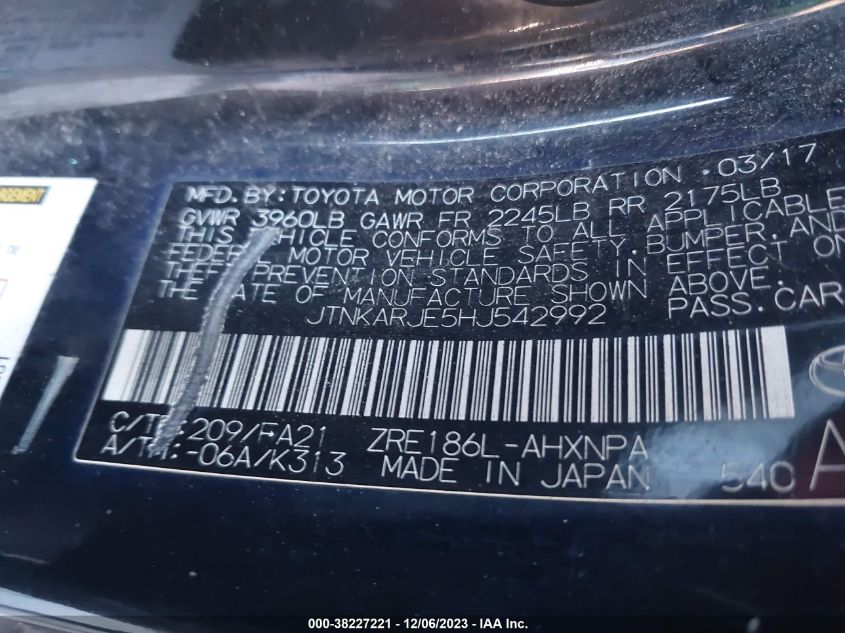 MFD. BY: TOYOTA MOTOR CORPORATION 03/17
GVWR 3960LB GAWR FR 2245LB RR 2175LB
THIS VEHICLE CONFORMS TO ALL APPLICABLE
FEDERAL MOTOR VEHICLE SAFETY, BUMPER, AND
THEFT PREVENTION STANDARDS IN EFFECT ON
THE DATE OF MANUFACTURE SHOWN ABOVE.
JTNKARJE5HJ542992 PASS. CAR
C/TR: 209/FA21 ZRE186L-AHXNPA
A/TM: -06A/K313 MADE IN JAPAN 540 A
000-38227221 - 12/06/2023 - IAA Inc.